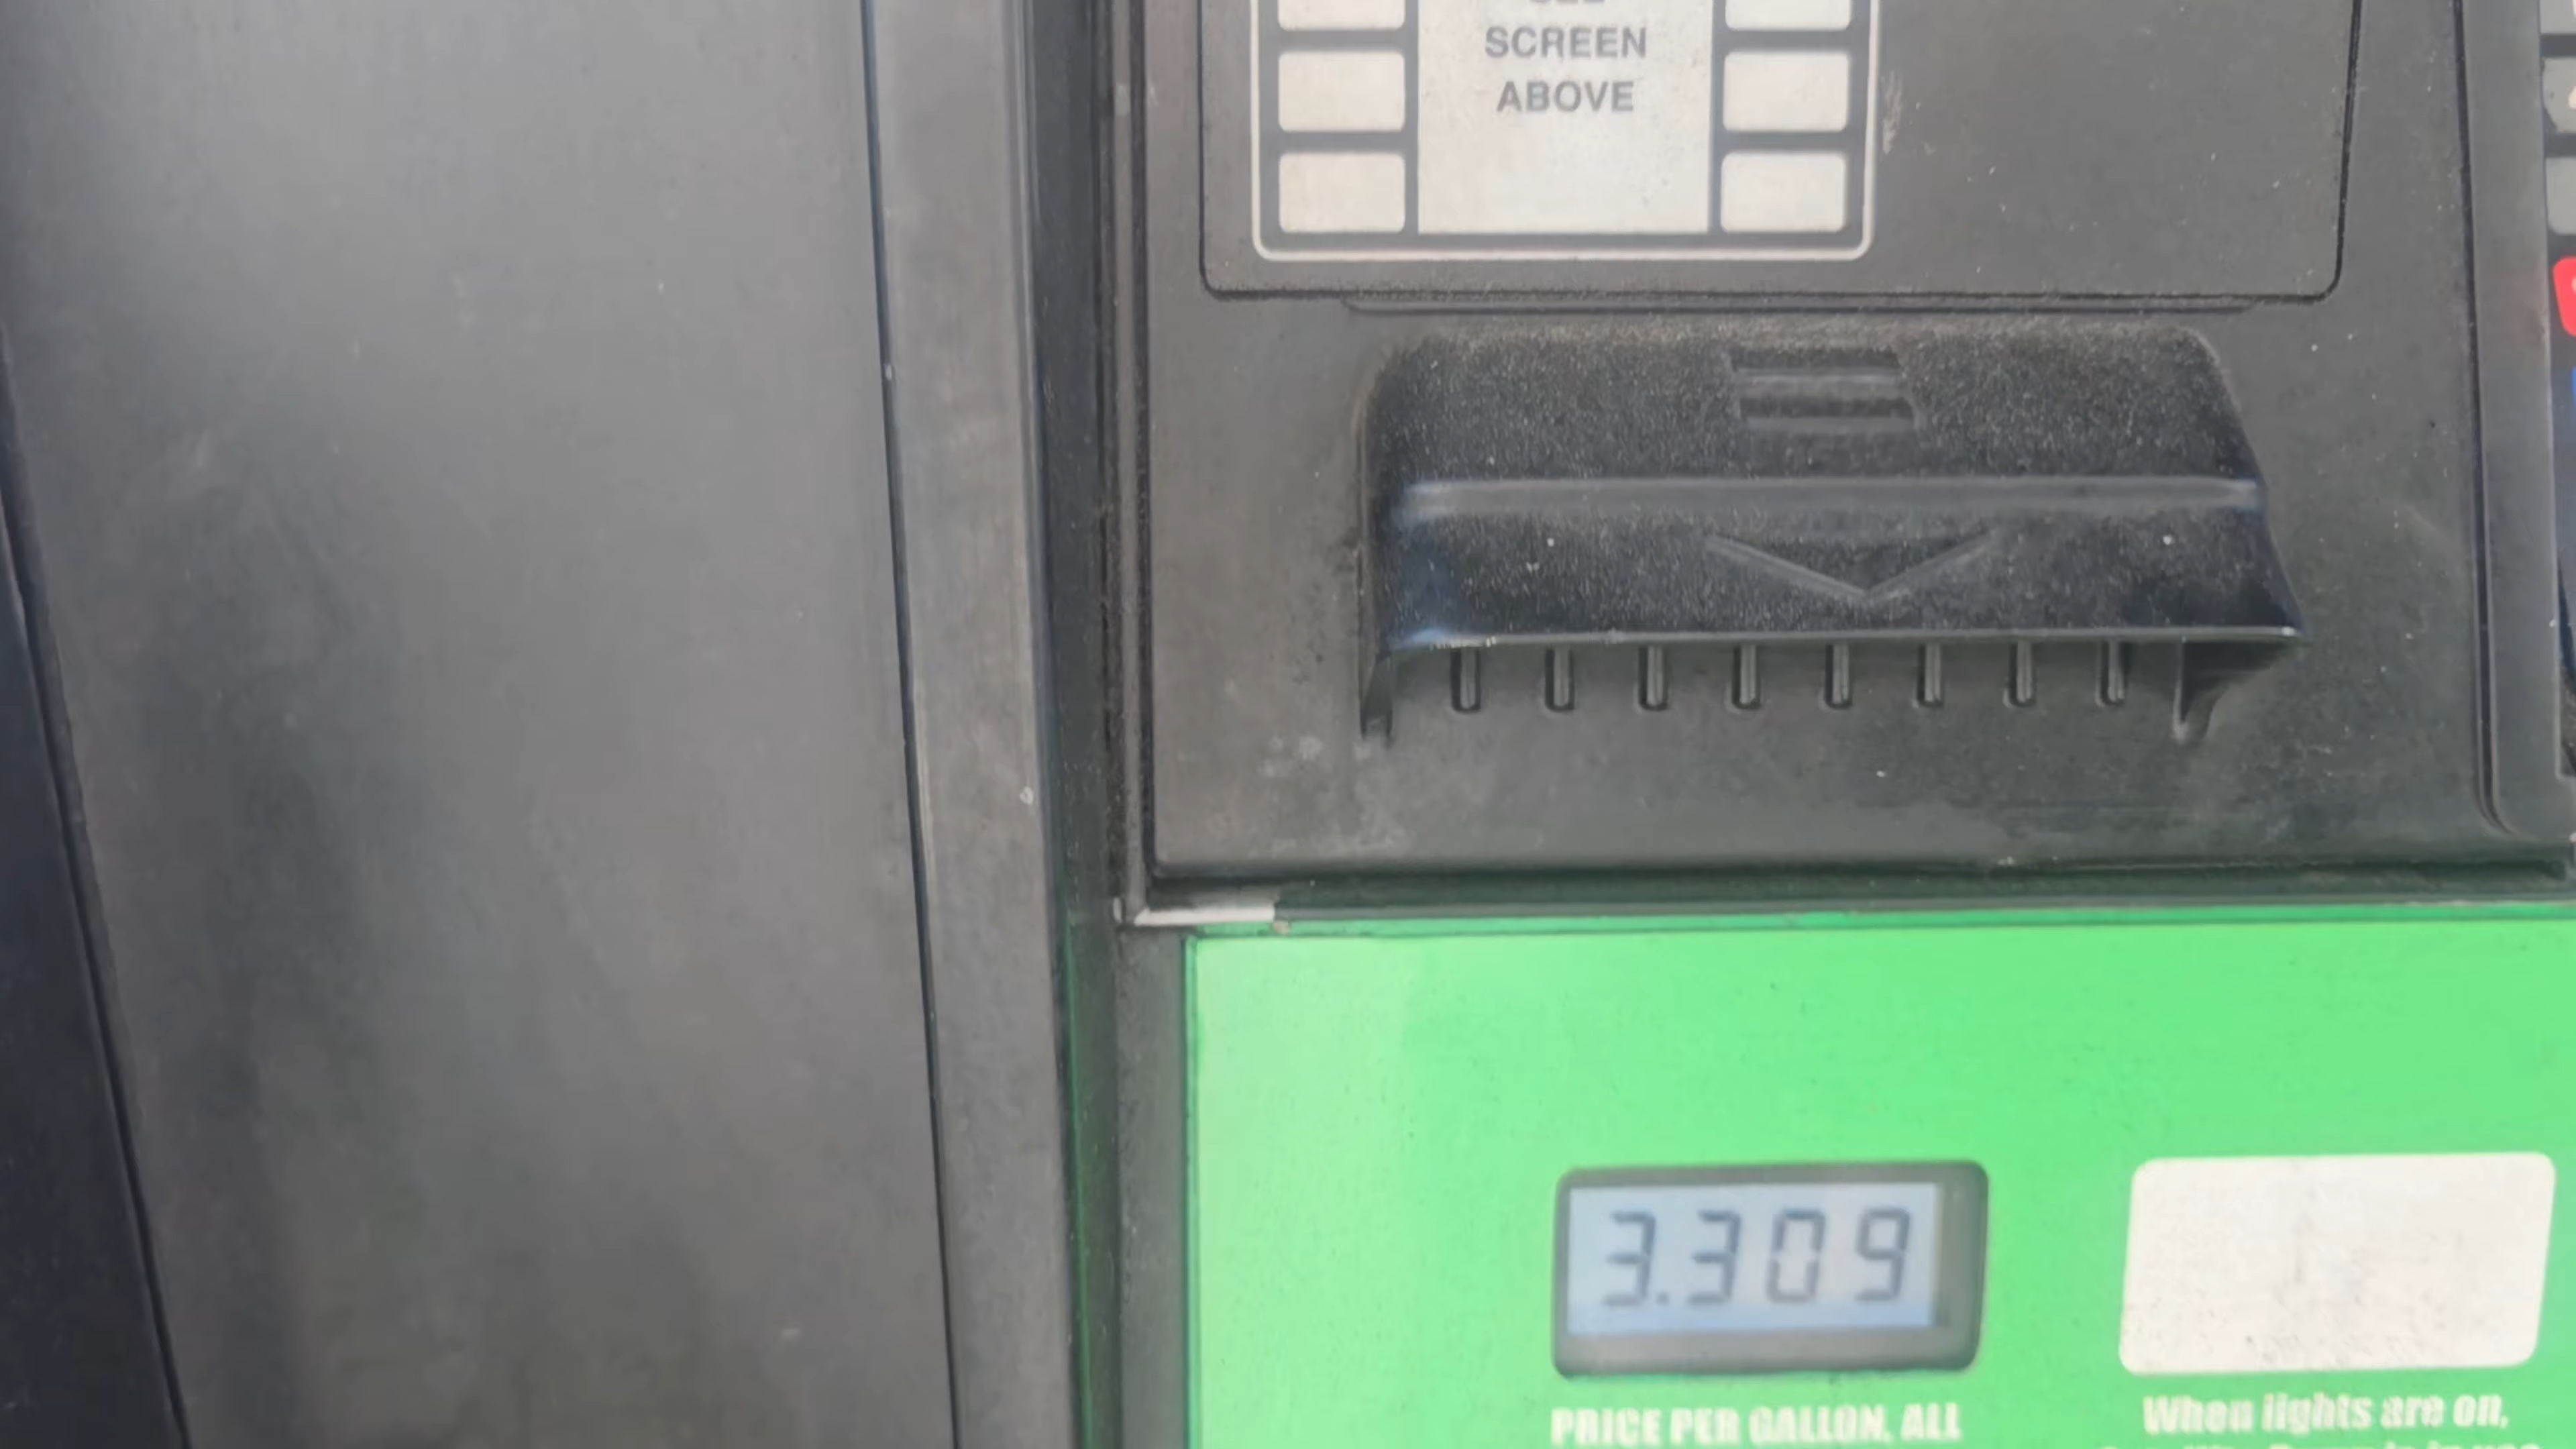 SCREEN
ABOVE
3.309
PRICE PER GALLON, ALL
When lights are on,